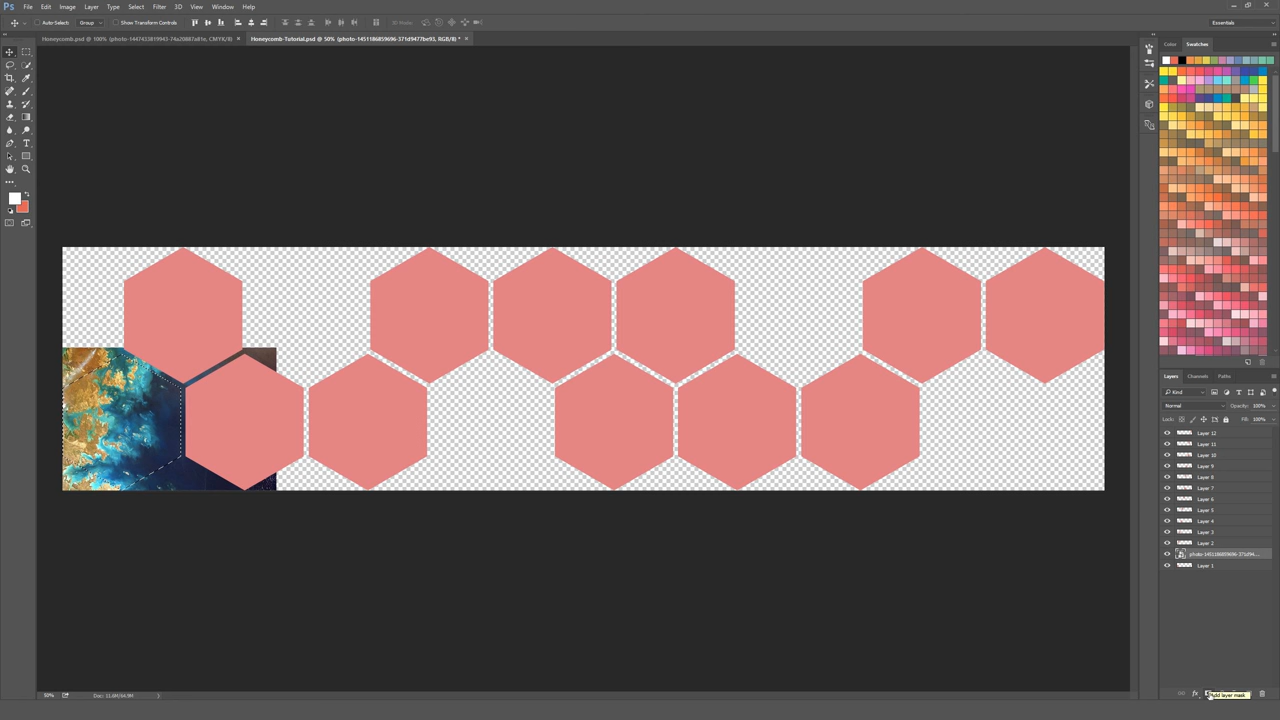 Ps File Edit Image Layer Type Select Filter 3D View Window Help
Auto-Select: Group Show Transform Controls 3D Mode: Essentials
Honeycomb.psd @ 100% (photo-1447433819943-74a20887a81e, CMYK/8) × Honeycomb-Tutorial.psd @ 50% (photo-1451186859696-371d9477be93, RGB/8) * ×
Color Swatches
Layers Channels Paths
Kind
Normal Opacity: 100%
Lock: Fill: 100%
Layer 12
Layer 11
Layer 10
Layer 9
Layer 8
Layer 7
Layer 6
Layer 5
Layer 4
Layer 3
Layer 2
photo-1451186859696-371d94...
Layer 1
fx
Add layer mask
50% Doc: 11.6M/54.9M